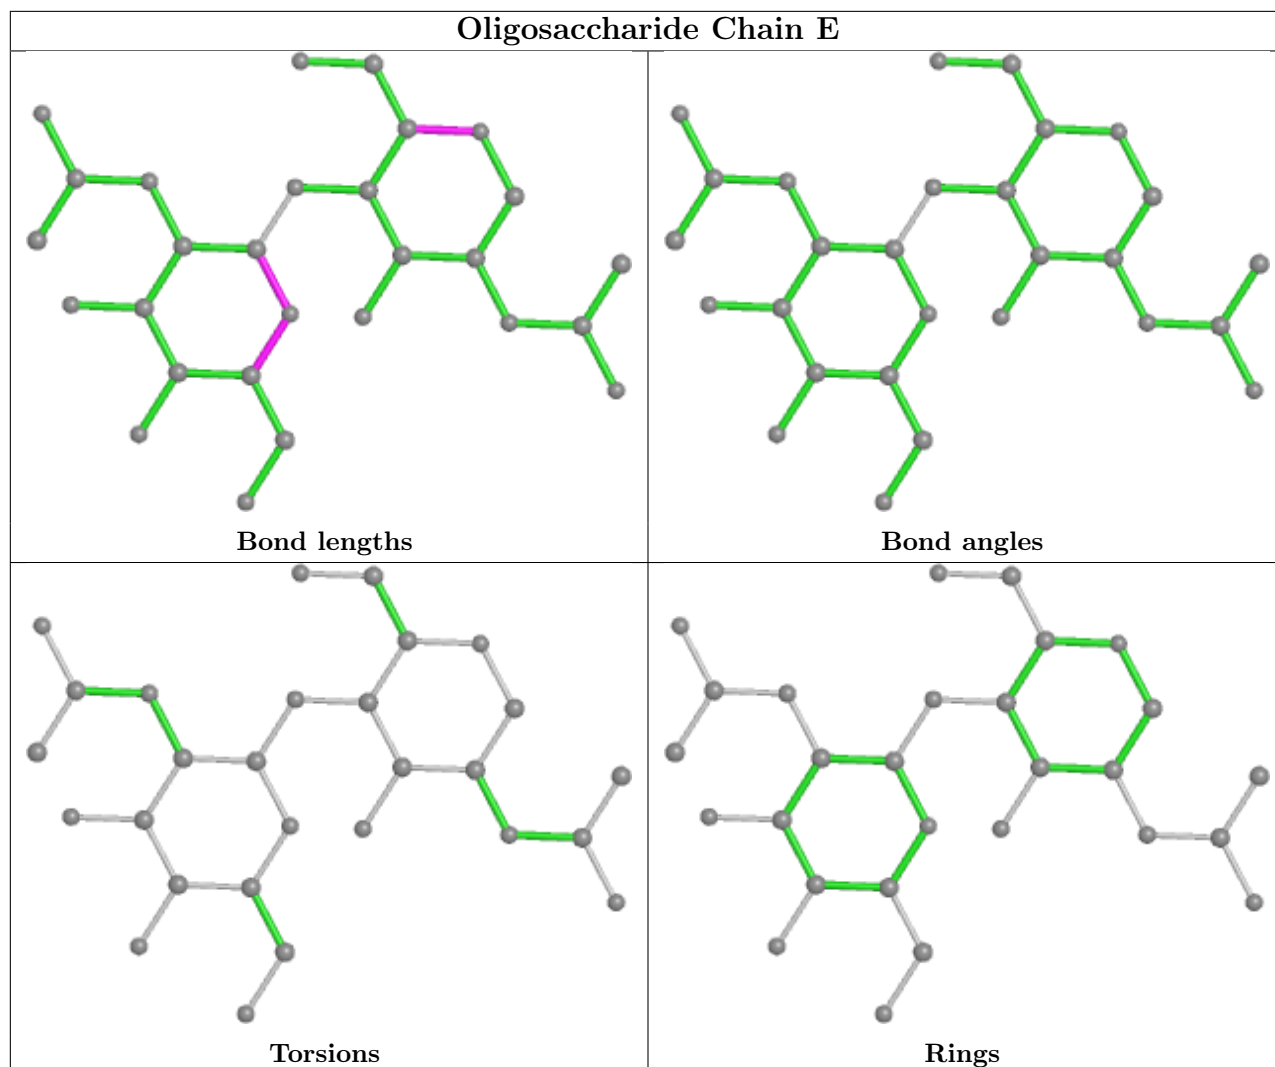 Oligosaccharide Chain E
Bond lengths
Bond angles
Torsions
Rings